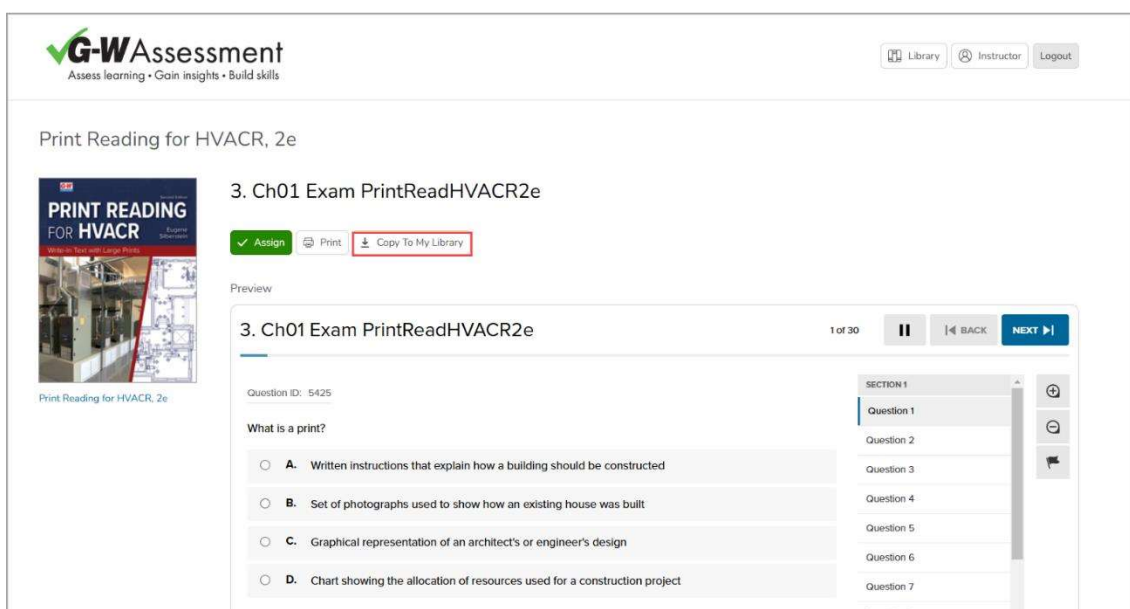 G-W Assessment
Assess learning • Gain insights • Build skills
Library
Instructor
Logout
Print Reading for HVACR, 2e
PRINT READING
FOR HVACR
Eugene
Silberstein
Write-in Text with Large Prints
Print Reading for HVACR, 2e
3. Ch01 Exam PrintReadHVACR2e
Assign
Print
Copy To My Library
Preview
3. Ch01 Exam PrintReadHVACR2e
1 of 30
BACK
NEXT
Question ID: 5425
What is a print?
A. Written instructions that explain how a building should be constructed
B. Set of photographs used to show how an existing house was built
C. Graphical representation of an architect's or engineer's design
D. Chart showing the allocation of resources used for a construction project
SECTION 1
Question 1
Question 2
Question 3
Question 4
Question 5
Question 6
Question 7